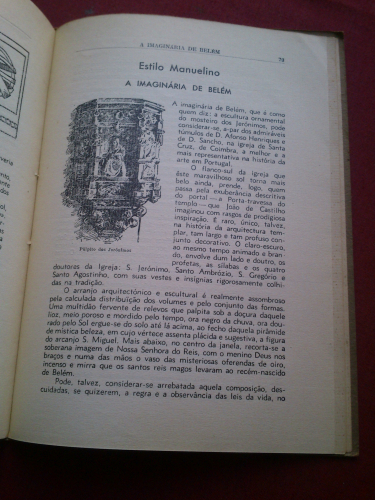 A IMAGINÁRIA DE BELÉM
73
Estilo Manuelino
A IMAGINÁRIA DE BELÉM
A imaginária de Belém, que é como
quem diz: a escultura ornamental
do mosteiro dos Jerónimos, pode
considerar-se, a-par dos admiráveis
túmulos de D. Afonso Henriques e
de D. Sancho, na igreja de Santa
Cruz, de Coimbra, a melhor e a
mais representativa na história da
arte em Portugal.
O flanco-sul da Igreja que
êste maravilhoso sol torna mais
belo ainda, prende, logo, quem
passa pela exuberância descritiva
do portal—a Porta-travessa do
templo—que João de Castilho
imaginou com rasgos de prodigiosa
inspiração. É raro, único, talvez,
na história da arquitectura tem-
plar, tam largo e tam profuso con-
junto decorativo. O claro-escuro,
ao mesmo tempo animado e bran-
do, envolve dum lado e doutro, os
profetas, as sibilas e os quatro
Púlpito dos Jerónimos
doutores da Igreja: S. Jerónimo, Santo Ambrózio, S. Gregório e
Santo Agostinho, com suas vestes e insígnias rigorosamente colhi-
das na história.
O arranjo arquitectónico e escultural é realmente assombroso
pela calculada distribuição dos volumes e pelo conjunto das formas.
Uma multidão fervente de relevos que palpita sob a doçura daquele
lioz, meio poroso e mordido pelo tempo, ora negro da chuva, ora dou-
rado pelo Sol ergue-se do solo até lá acima, ao fecho daquela pirâmide
de mística beleza, em cujo vértice assenta plácida e sugestiva, a figura
do arcanjo S. Miguel. Mais abaixo, no centro da janela, recorta-se a
soberana imagem de Nossa Senhora do Reis, com o menino Deus nos
braços e numa das mãos o vaso das misteriosas oferendas de oiro,
incenso e mirra que os santos reis magos levaram ao recém-nascido
de Belém.
Pode, talvez, considerar-se arrebatada aquela composição, des-
cuidadas, se quizerem, a regra e a observância das leis da vida, no